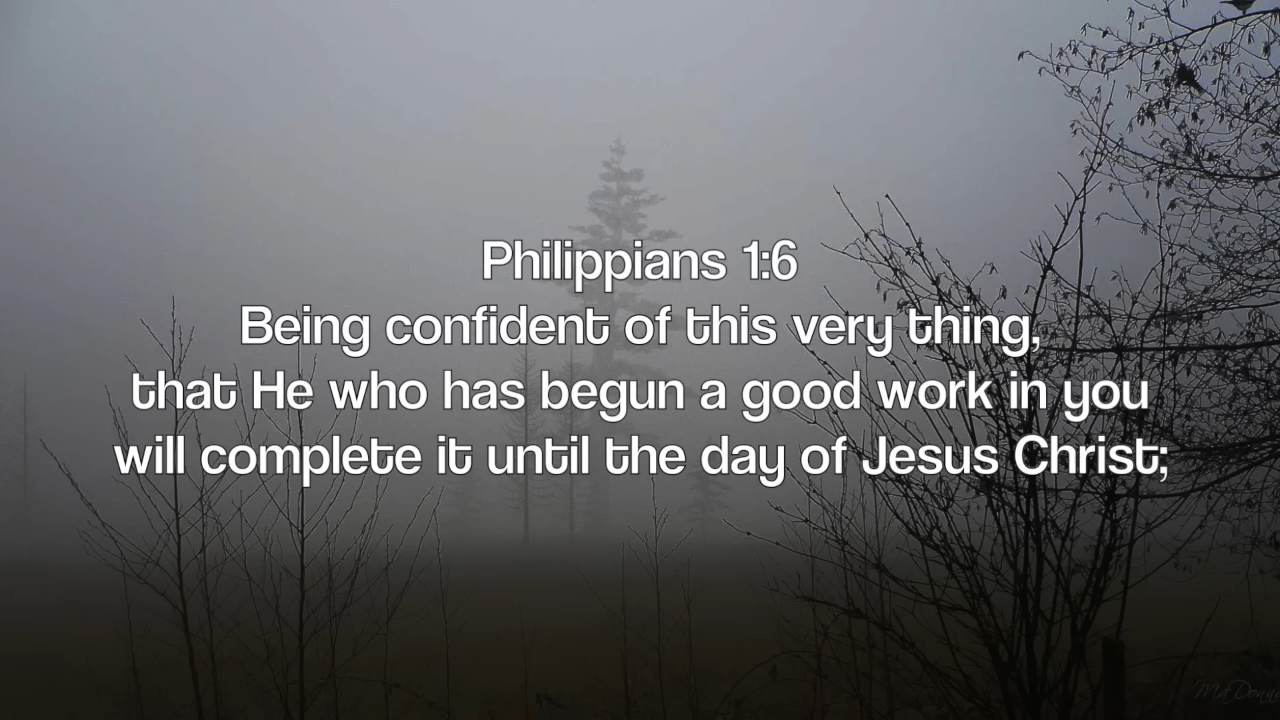 Philippians 1:6
Being confident of this very thing,
that He who has begun a good work in you
will complete it until the day of Jesus Christ;